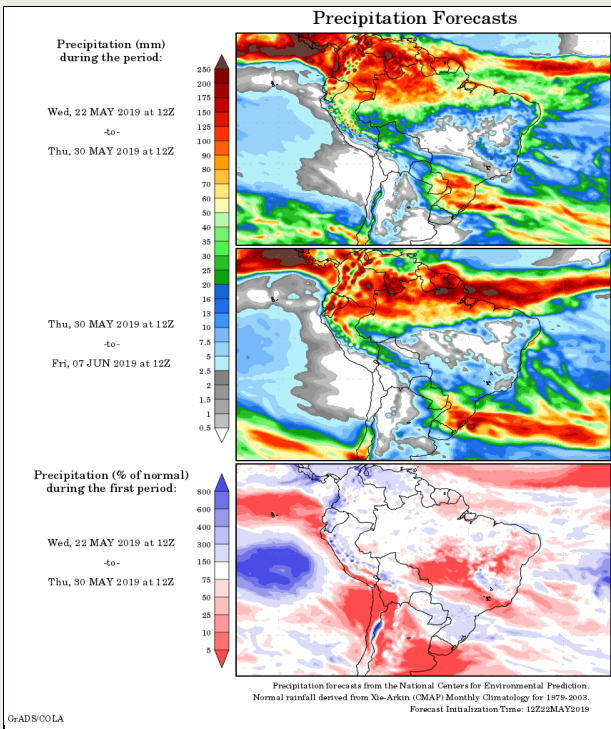 Precipitation Forecasts
Precipitation (mm)
during the period:
Wed, 22 MAY 2019 at 12Z
-to-
Thu, 30 MAY 2019 at 12Z
250
200
175
150
125
100
90
80
70
60
50
40
35
30
25
20
16
13
10
7.5
5
2.5
2
1.5
1
0.5
Thu, 30 MAY 2019 at 12Z
-to-
Fri, 07 JUN 2019 at 12Z
Precipitation (% of normal)
during the first period:
Wed, 22 MAY 2019 at 12Z
-to-
Thu, 30 MAY 2019 at 12Z
800
600
400
300
150
75
50
25
10
5
Precipitation forecasts from the National Centers for Environmental Prediction.
Normal rainfall derived from Xie-Arkin (CMAP) Monthly Climatology for 1979-2003.
Forecast Initialization Time: 12Z22MAY2019
GrADS/COLA